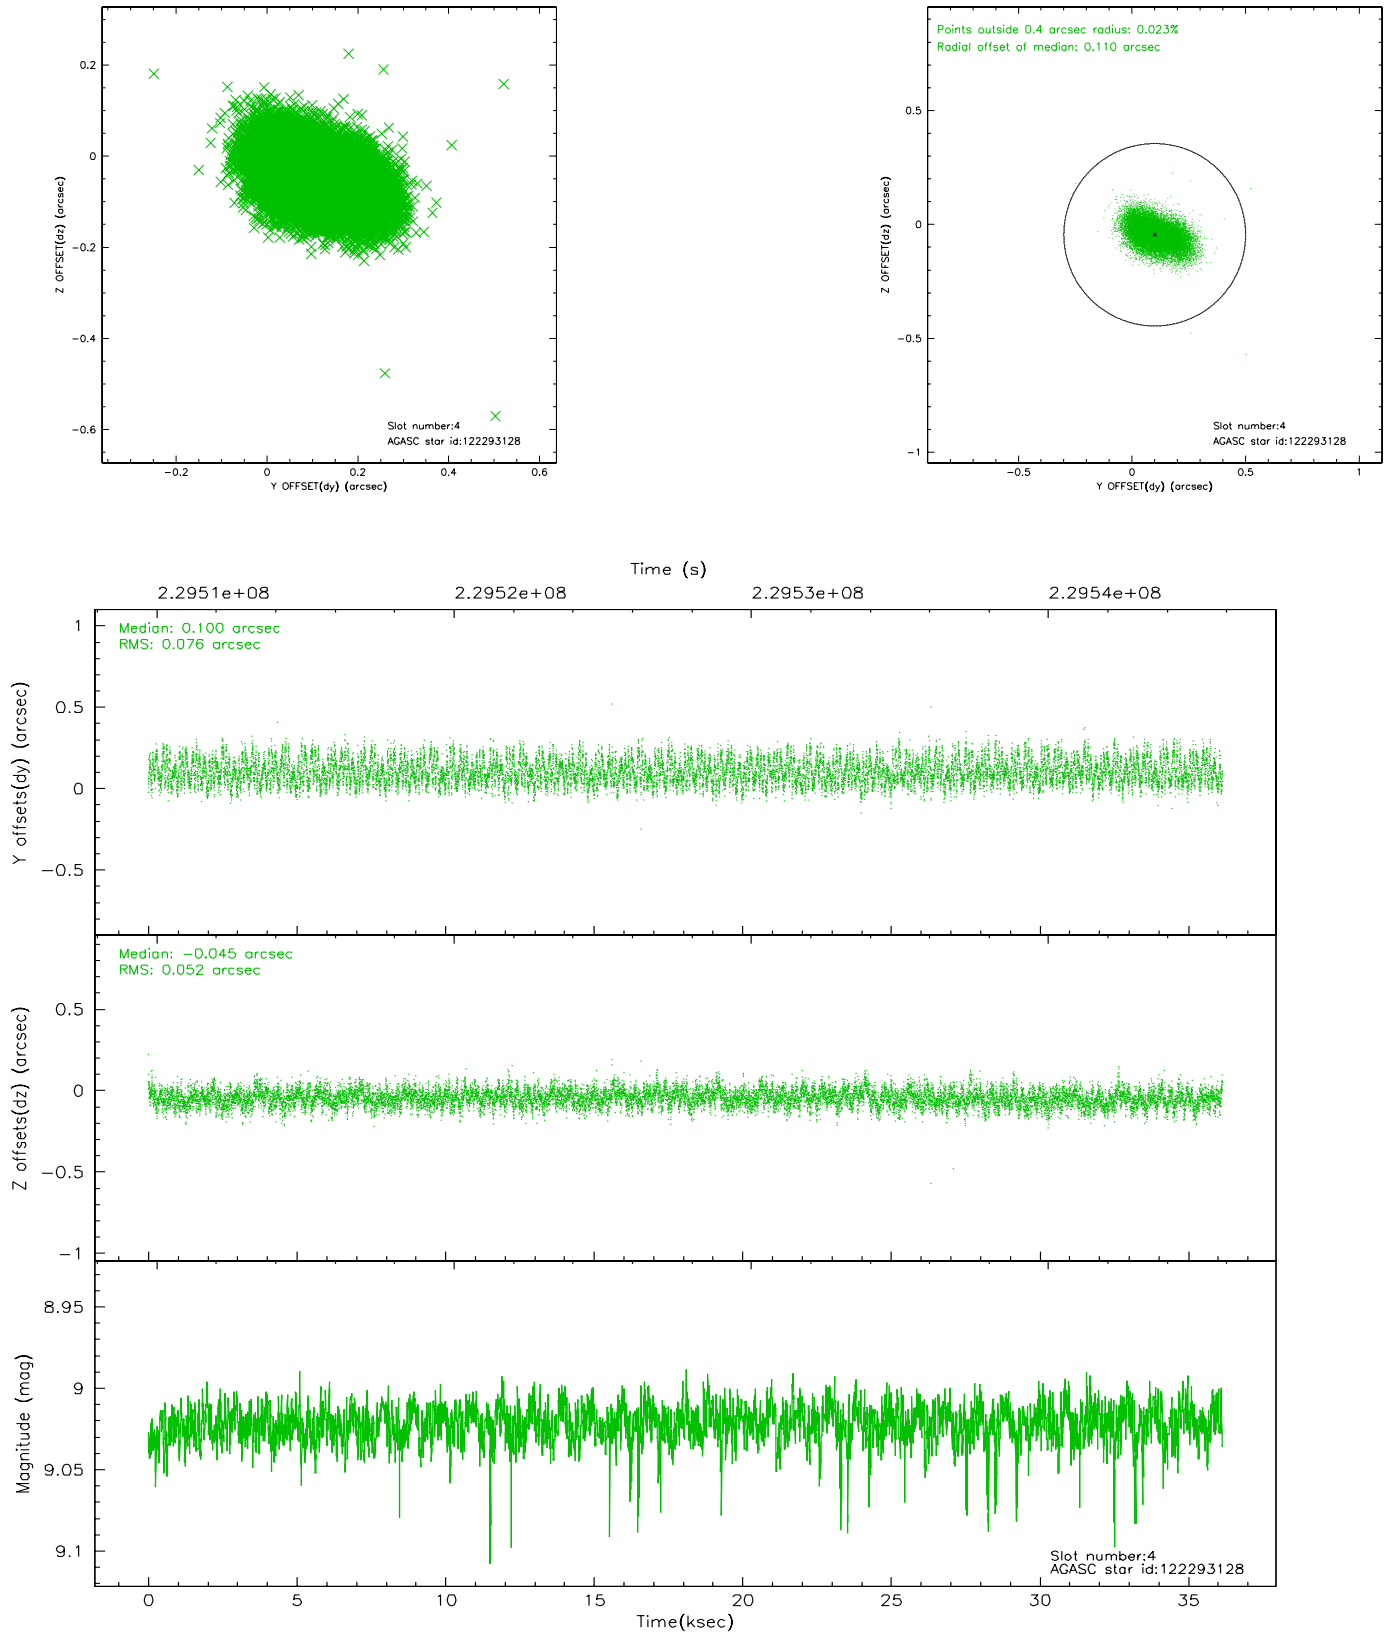 0.2
0
−0.2
−0.4
−0.6
Z OFFSET(dz) (arcsec)
Slot number:4
AGASC star id:122293128
−0.2 0 0.2 0.4 0.6
Y OFFSET(dy) (arcsec)
Points outside 0.4 arcsec radius: 0.023%
Radial offset of median: 0.110 arcsec
0.5
0
−0.5
−1
Z OFFSET(dz) (arcsec)
Slot number:4
AGASC star id:122293128
−0.5 0 0.5 1
Y OFFSET(dy) (arcsec)
Time (s)
2.2951e+08 2.2952e+08 2.2953e+08 2.2954e+08
Median: 0.100 arcsec
RMS: 0.076 arcsec
1
0.5
0
−0.5
Y offsets(dy) (arcsec)
Median: −0.045 arcsec
RMS: 0.052 arcsec
0.5
0
−0.5
−1
Z offsets(dz) (arcsec)
8.95
9
9.05
9.1
Magnitude (mag)
Slot number:4
AGASC star id:122293128
0 5 10 15 20 25 30 35
Time(ksec)